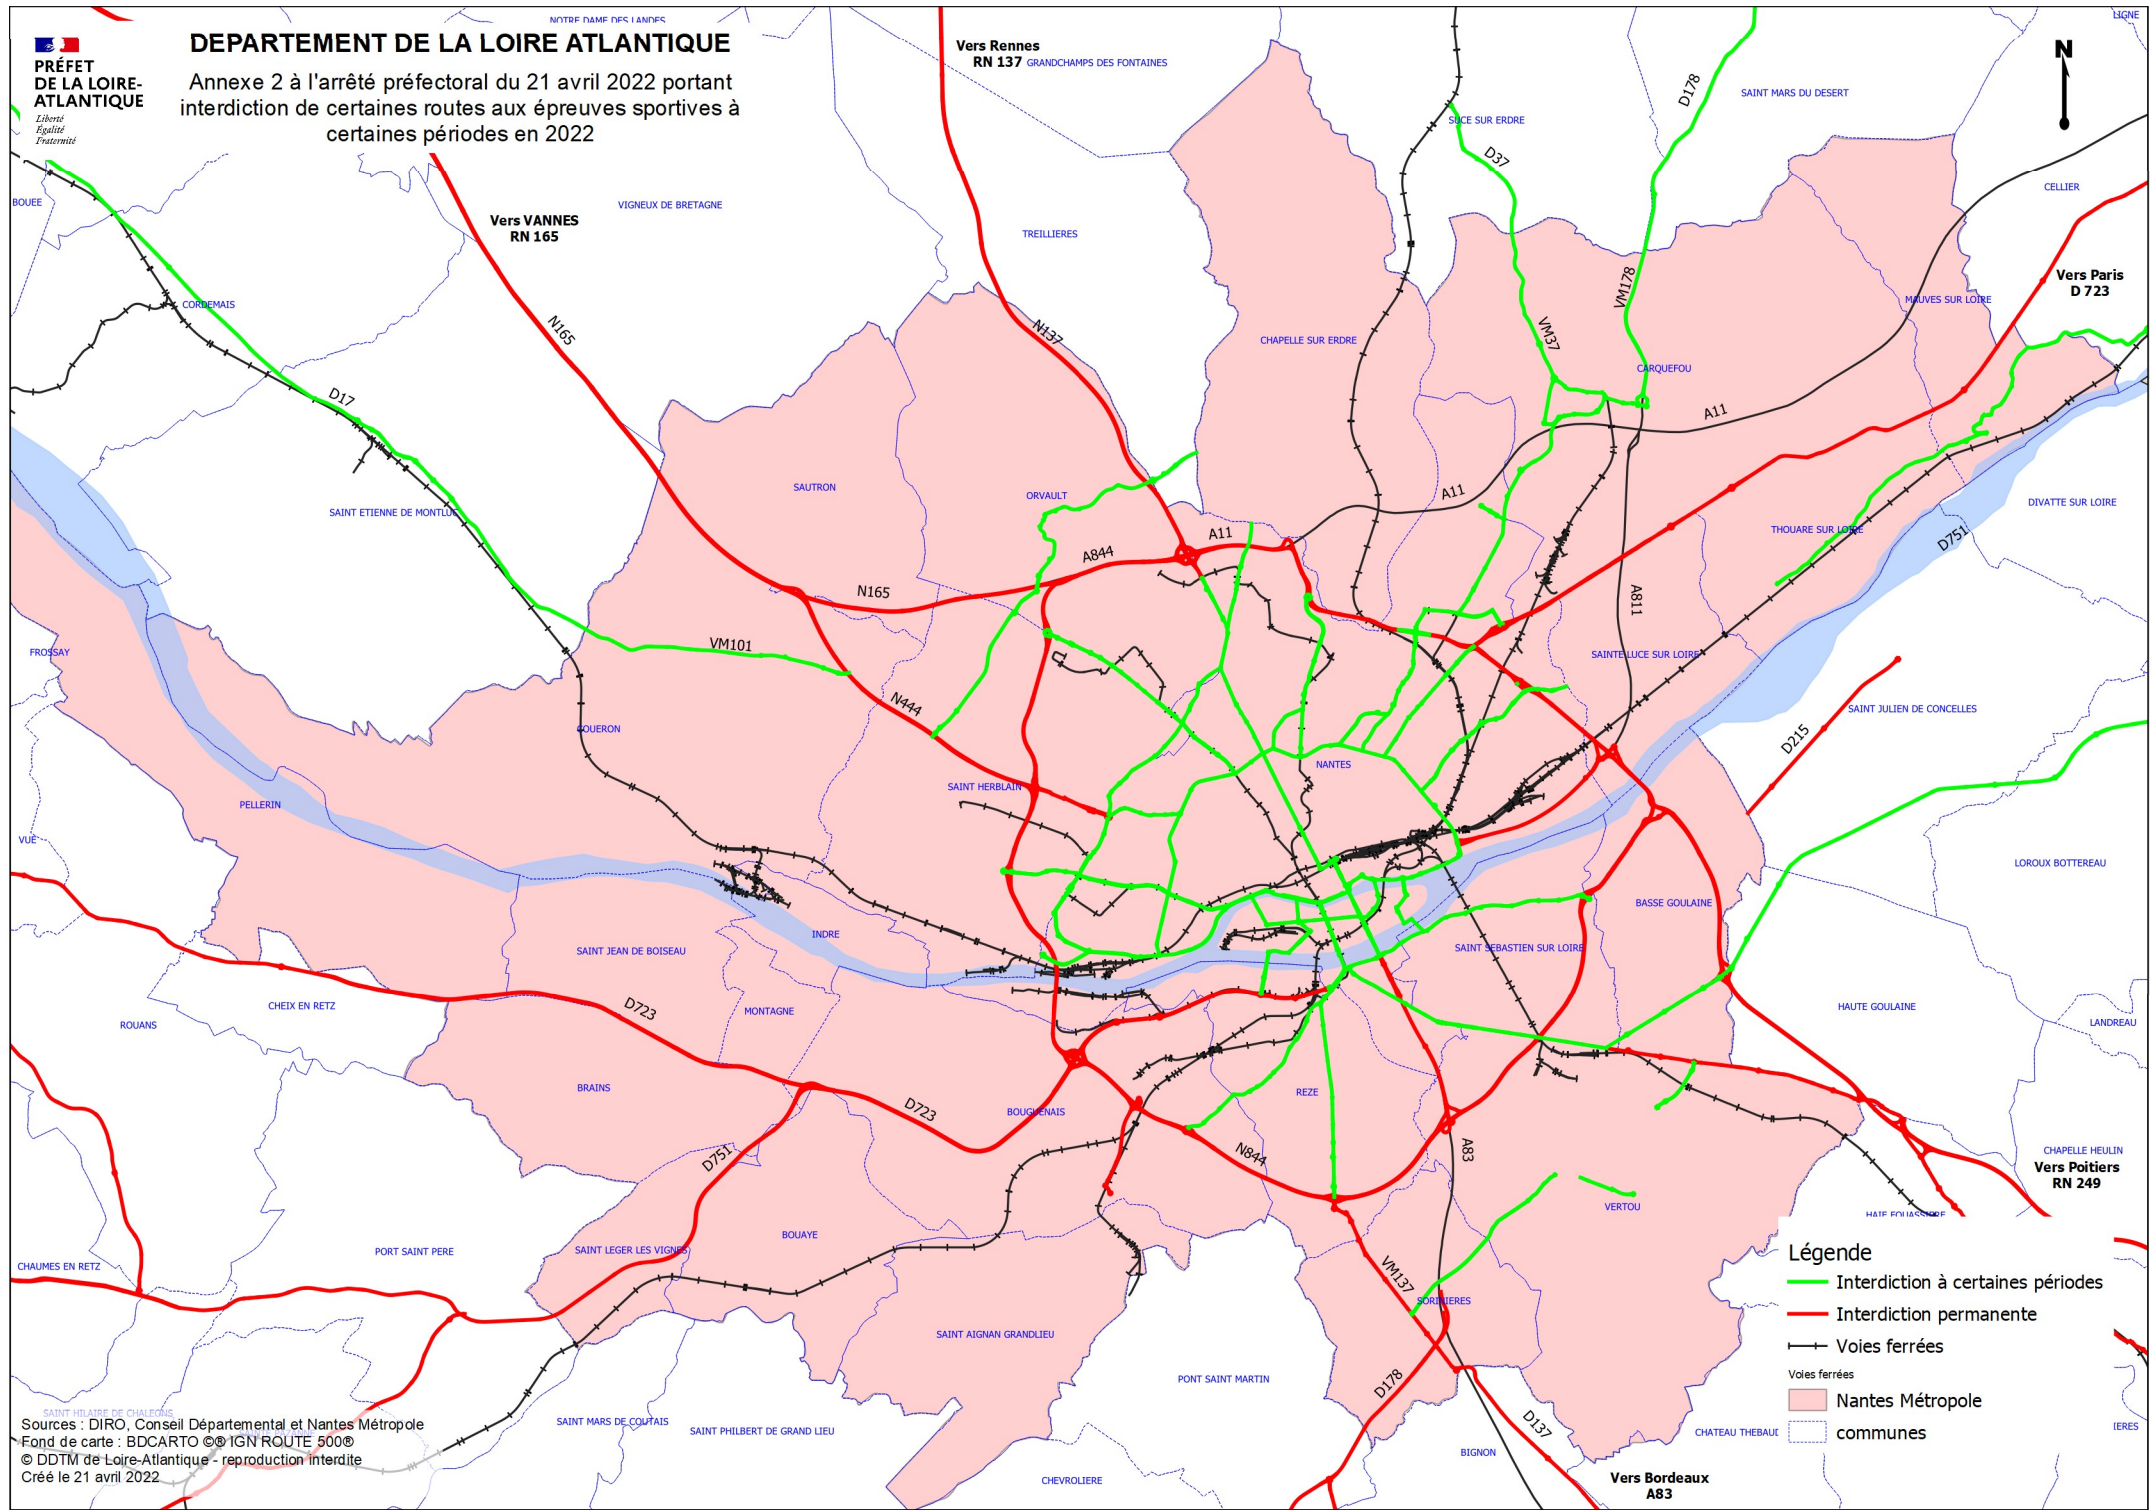 PRÉFET
DE LA LOIRE-
ATLANTIQUE
Liberté
Égalité
Fraternité
DEPARTEMENT DE LA LOIRE ATLANTIQUE
Annexe 2 à l'arrêté préfectoral du 21 avril 2022 portant
interdiction de certaines routes aux épreuves sportives à
certaines périodes en 2022
NOTRE DAME DES LANDES
Vers Rennes
RN 137
GRANDCHAMPS DES FONTAINES
LIGNE
N
SAINT MARS DU DESERT
D178
SUCE SUR ERDRE
D37
CELLIER
BOUEE
VIGNEUX DE BRETAGNE
Vers VANNES
RN 165
TREILLIERES
Vers Paris
D 723
MAUVES SUR LOIRE
VM178
CORDEMAIS
N165
N137
CHAPELLE SUR ERDRE
VM37
CARQUEFOU
D17
A11
SAUTRON
ORVAULT
A11
SAINT ETIENNE DE MONTLUC
DIVATTE SUR LOIRE
THOUARE SUR LOIRE
D751
A11
A844
N165
A811
FROSSAY
VM101
SAINTE LUCE SUR LOIRE
N444
SAINT JULIEN DE CONCELLES
COUERON
D215
NANTES
SAINT HERBLAIN
PELLERIN
VUE
LOROUX BOTTEREAU
BASSE GOULAINE
INDRE
SAINT JEAN DE BOISEAU
SAINT SEBASTIEN SUR LOIRE
CHEIX EN RETZ
D723
MONTAGNE
HAUTE GOULAINE
ROUANS
LANDREAU
BRAINS
REZE
BOUGUENAIS
D723
D751
N844
A83
CHAPELLE HEULIN
Vers Poitiers
RN 249
VERTOU
HAIE FOUASSIERE
BOUAYE
SAINT LEGER LES VIGNES
PORT SAINT PERE
CHAUMES EN RETZ
VM137
SORINIERES
SAINT AIGNAN GRANDLIEU
PONT SAINT MARTIN
D178
D137
Légende
Interdiction à certaines périodes
Interdiction permanente
Voies ferrées
Voies ferrées
Nantes Métropole
communes
SAINT HILAIRE DE CHALEONS
SAINT MARS DE COUTAIS
SAINT PHILBERT DE GRAND LIEU
CHATEAU THEBAUD
IERES
BIGNON
CHEVROLIERE
Vers Bordeaux
A83
Sources : DIRO, Conseil Départemental et Nantes Métropole
Fond de carte : BDCARTO ©® IGN ROUTE 500®
© DDTM de Loire-Atlantique - reproduction interdite
Créé le 21 avril 2022